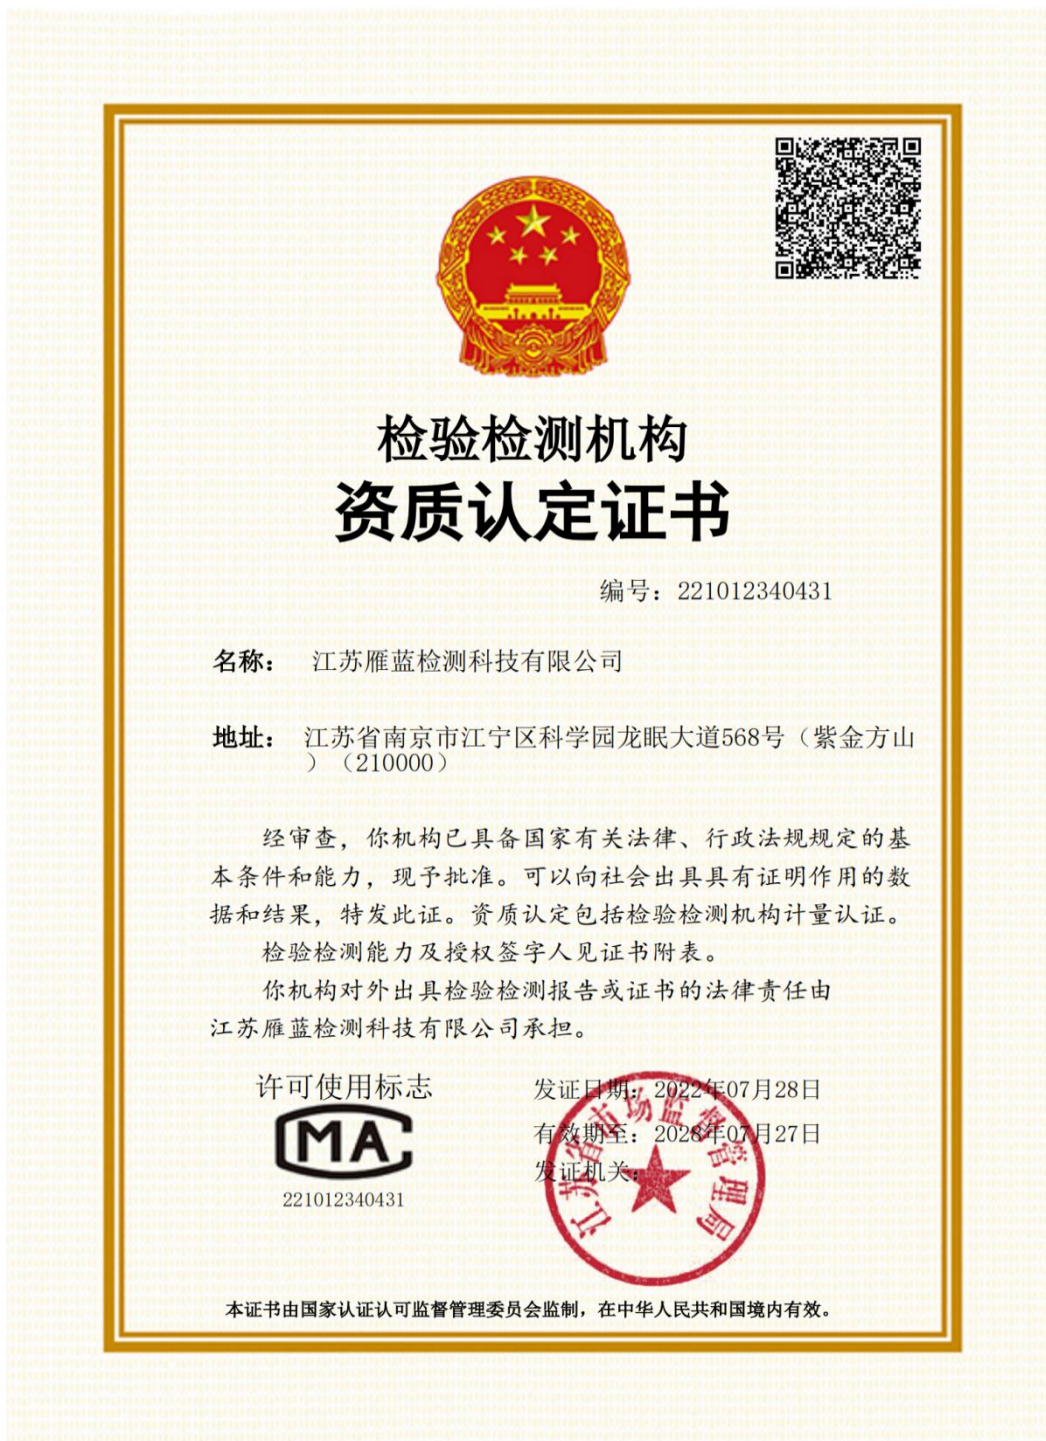 检验检测机构
资质认定证书
编号：221012340431
名称： 江苏雁蓝检测科技有限公司
地址： 江苏省南京市江宁区科学园龙眠大道568号（紫金方山
）（210000）
经审查，你机构已具备国家有关法律、行政法规规定的基
本条件和能力，现予批准。可以向社会出具具有证明作用的数
据和结果，特发此证。资质认定包括检验检测机构计量认证。
检验检测能力及授权签字人见证书附表。
你机构对外出具检验检测报告或证书的法律责任由
江苏雁蓝检测科技有限公司承担。
许可使用标志
MA
221012340431
发证日期：2022年07月28日
有效期至：2028年07月27日
发证机关：
江苏省市场监督管理局
本证书由国家认证认可监督管理委员会监制，在中华人民共和国境内有效。